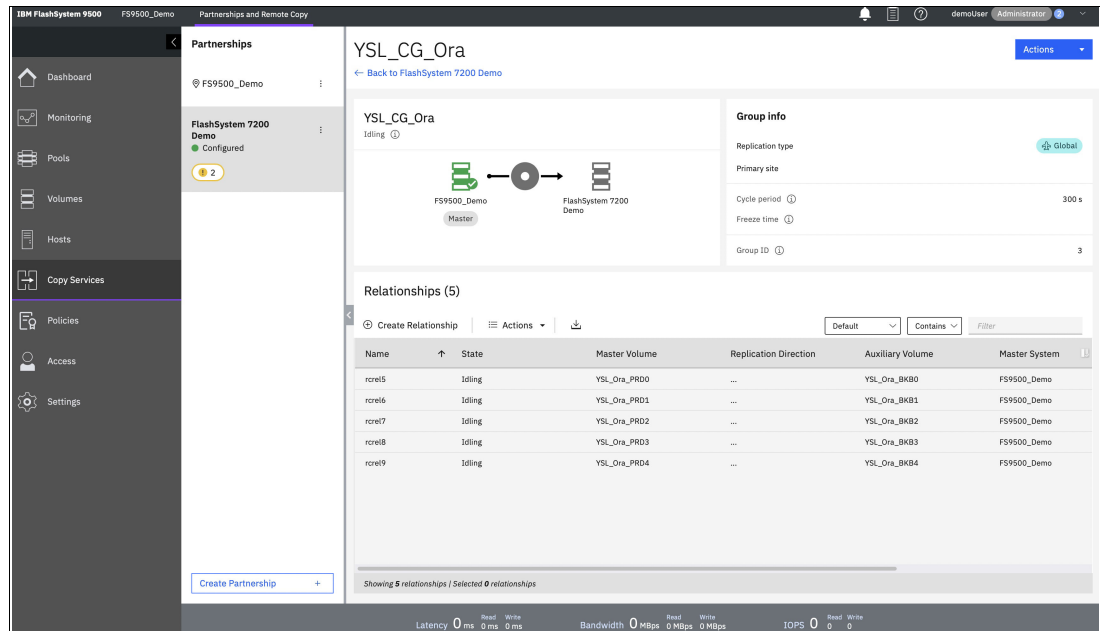 IBM FlashSystem 9500 FS9500_Demo Partnerships and Remote Copy demoUser Administrator 2
Dashboard
Monitoring
Pools
Volumes
Hosts
Copy Services
Policies
Access
Settings
Partnerships
FS9500_Demo
FlashSystem 7200
Demo
Configured
2
Create Partnership +
YSL_CG_Ora
Actions
← Back to FlashSystem 7200 Demo
YSL_CG_Ora
Idling
FS9500_Demo
Master
FlashSystem 7200
Demo
Group info
Replication type Global
Primary site
Cycle period 300 s
Freeze time
Group ID 3
Relationships (5)
Create Relationship Actions Default Contains Filter
Name State Master Volume Replication Direction Auxiliary Volume Master System
rcrel5 Idling YSL_Ora_PRD0 ... YSL_Ora_BKB0 FS9500_Demo
rcrel6 Idling YSL_Ora_PRD1 ... YSL_Ora_BKB1 FS9500_Demo
rcrel7 Idling YSL_Ora_PRD2 ... YSL_Ora_BKB2 FS9500_Demo
rcrel8 Idling YSL_Ora_PRD3 ... YSL_Ora_BKB3 FS9500_Demo
rcrel9 Idling YSL_Ora_PRD4 ... YSL_Ora_BKB4 FS9500_Demo
Showing 5 relationships | Selected 0 relationships
Latency 0 ms Read 0 ms Write 0 ms Bandwidth 0 MBps Read 0 MBps Write 0 MBps IOPS 0 Read 0 Write 0